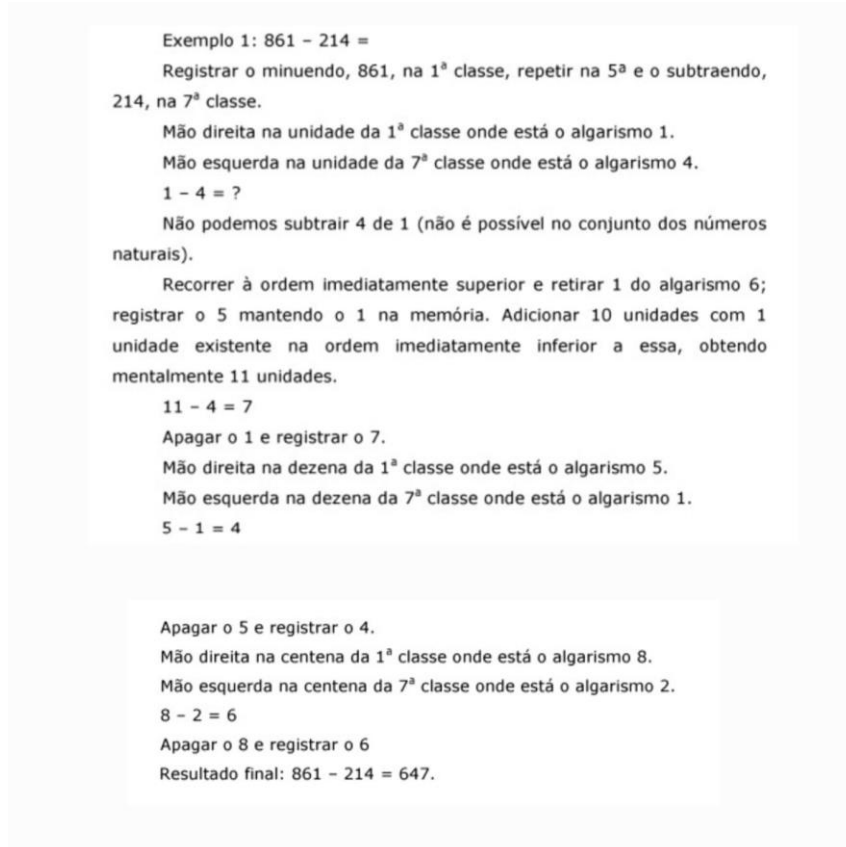 Exemplo 1: 861 – 214 =
Registrar o minuendo, 861, na 1ª classe, repetir na 5ª e o subtraendo,
214, na 7ª classe.
Mão direita na unidade da 1ª classe onde está o algarismo 1.
Mão esquerda na unidade da 7ª classe onde está o algarismo 4.
1 – 4 = ?
Não podemos subtrair 4 de 1 (não é possível no conjunto dos números
naturais).
Recorrer à ordem imediatamente superior e retirar 1 do algarismo 6;
registrar o 5 mantendo o 1 na memória. Adicionar 10 unidades com 1
unidade existente na ordem imediatamente inferior a essa, obtendo
mentalmente 11 unidades.
11 – 4 = 7
Apagar o 1 e registrar o 7.
Mão direita na dezena da 1ª classe onde está o algarismo 5.
Mão esquerda na dezena da 7ª classe onde está o algarismo 1.
5 – 1 = 4
Apagar o 5 e registrar o 4.
Mão direita na centena da 1ª classe onde está o algarismo 8.
Mão esquerda na centena da 7ª classe onde está o algarismo 2.
8 – 2 = 6
Apagar o 8 e registrar o 6
Resultado final: 861 – 214 = 647.